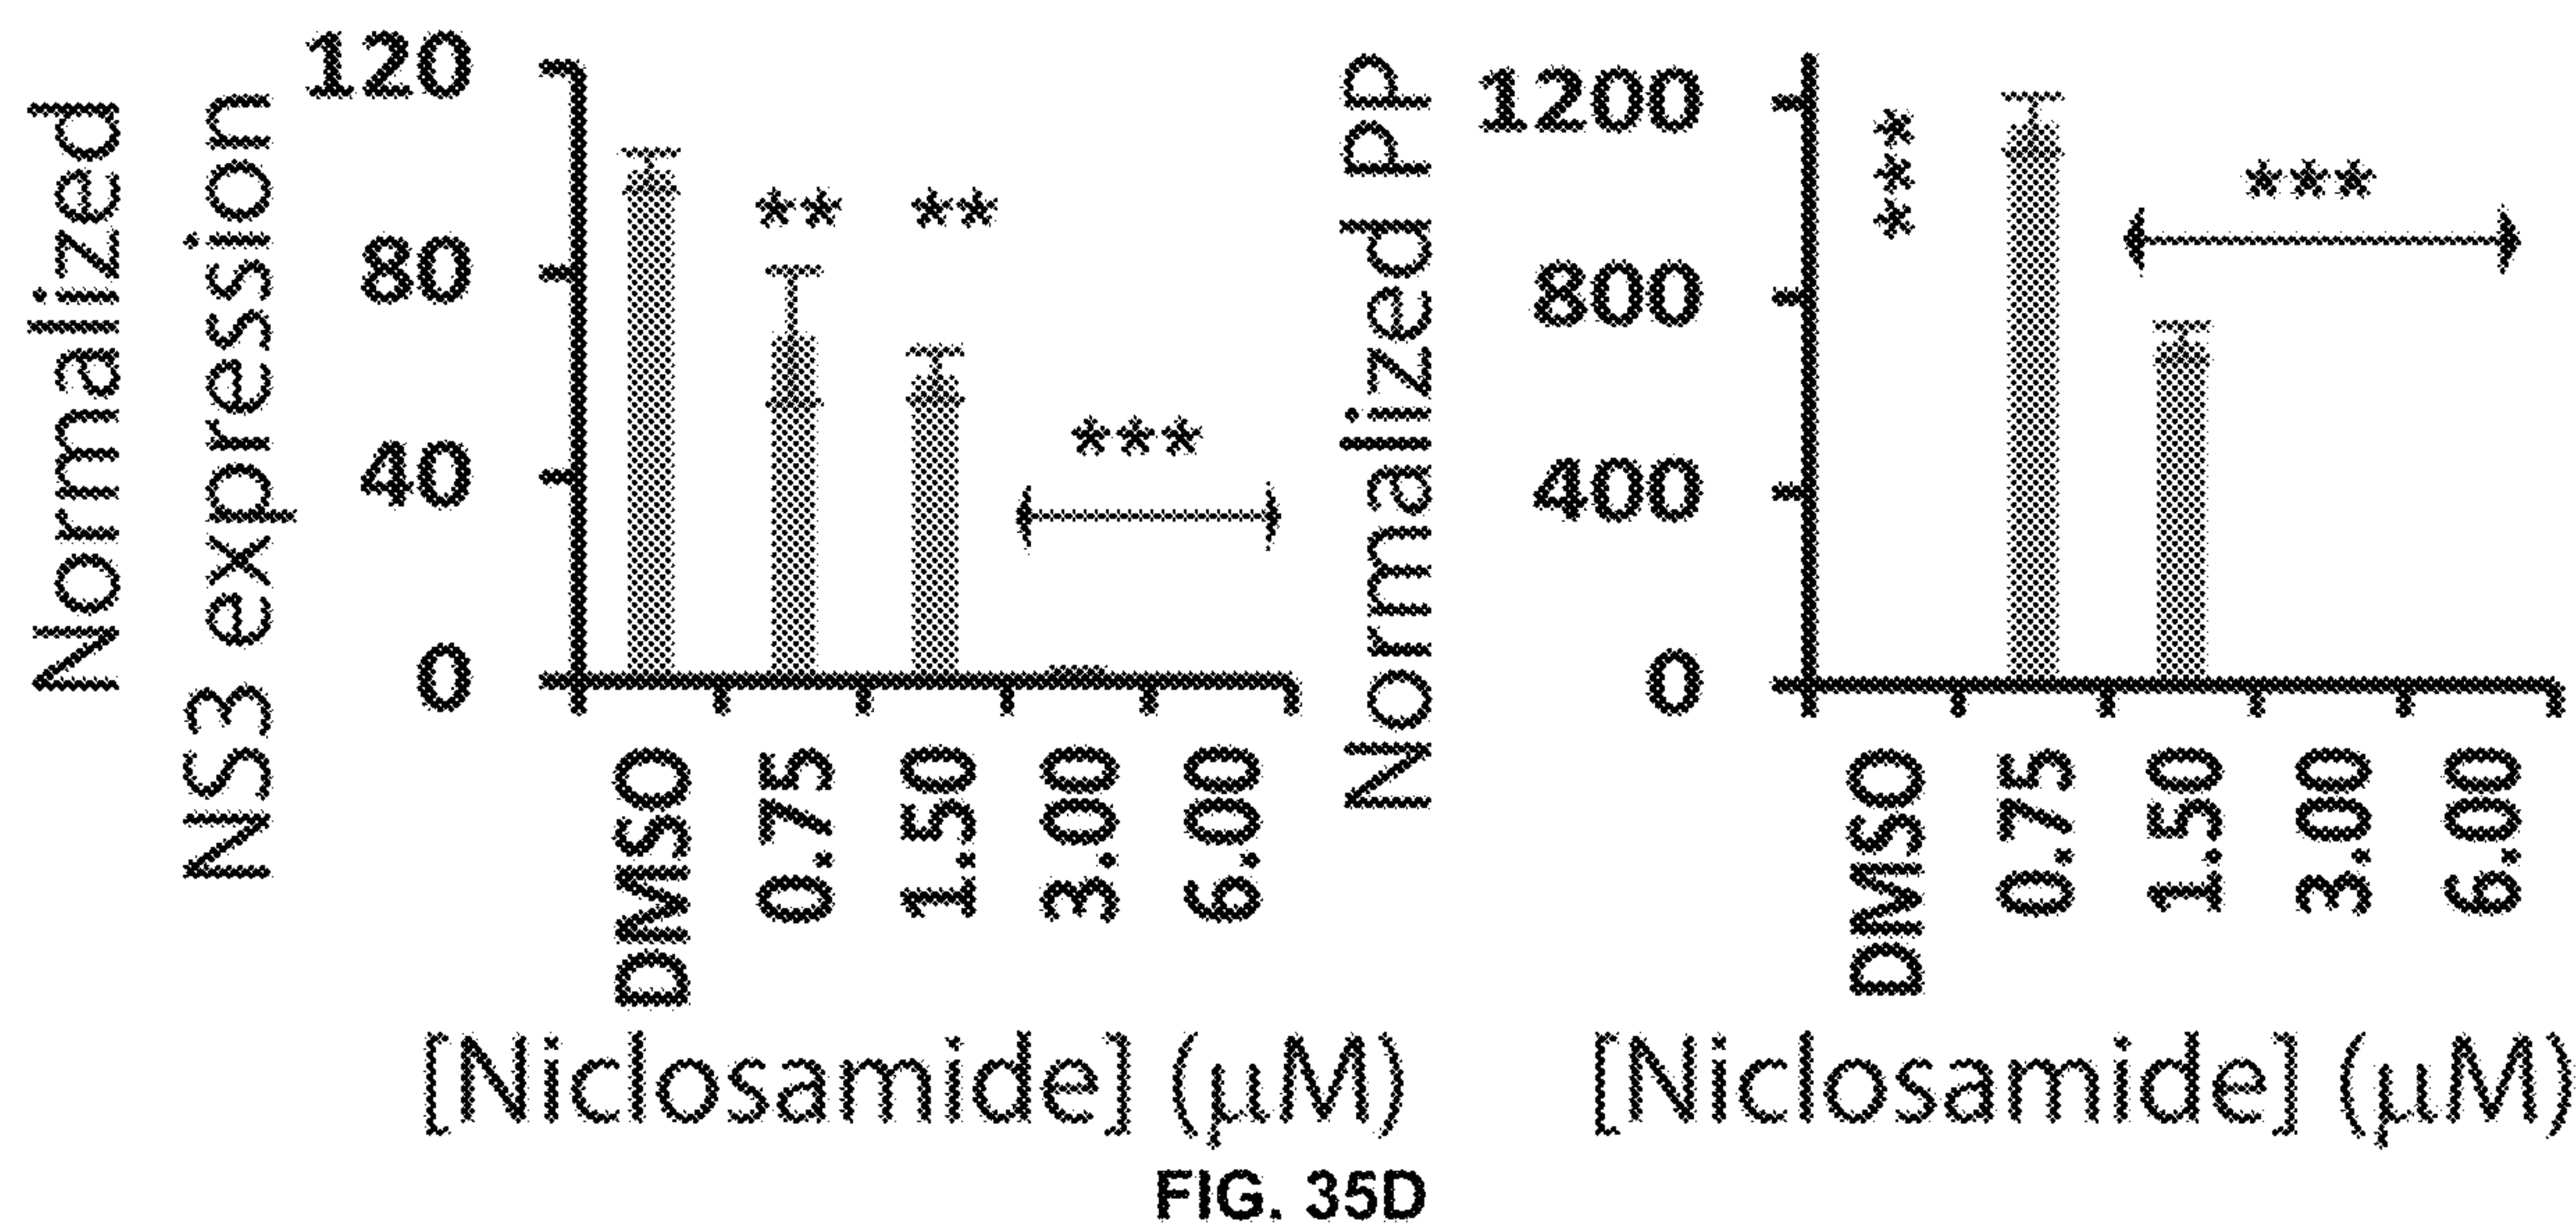 Normalized
NS3 expression
120
80
40
0
** **
***
DMSO
0.75
1.50
3.00
6.00
[Niclosamide] (μM)
Normalized PP
1200
800
400
0
***
***
DMSO
0.75
1.50
3.00
6.00
[Niclosamide] (μM)
FIG. 35D